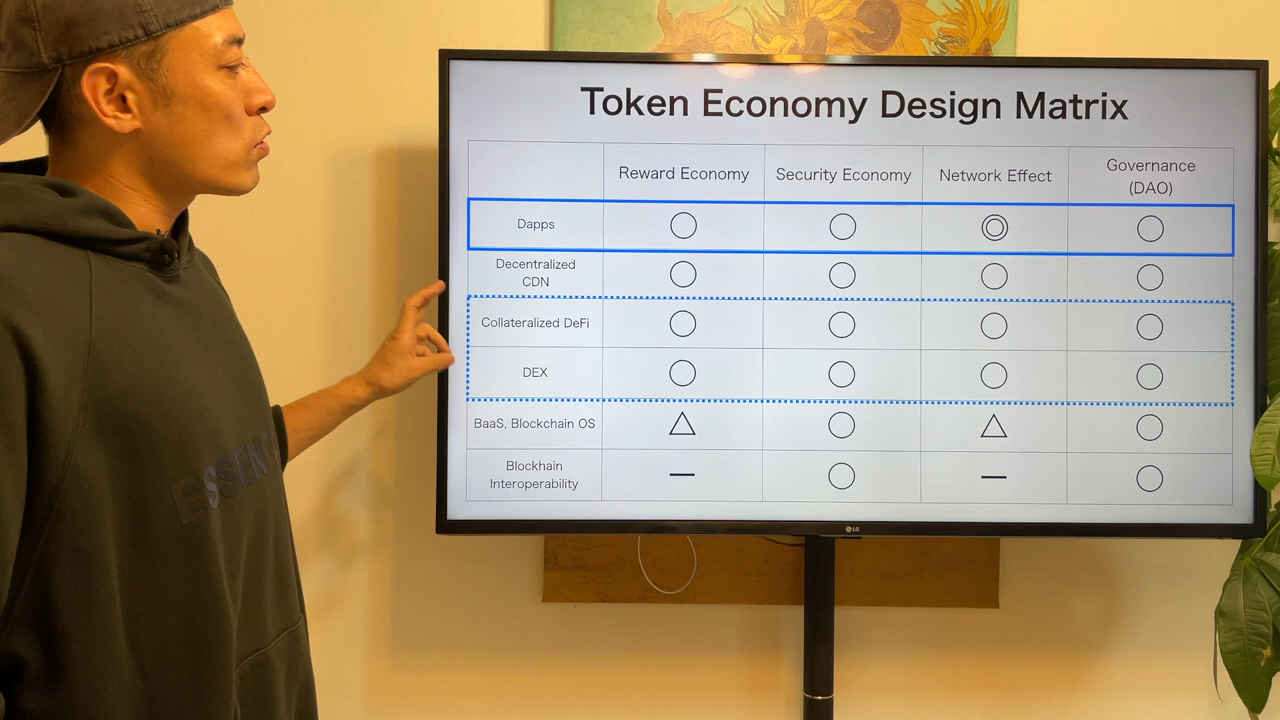 Token Economy Design Matrix
Reward Economy
Security Economy
Network Effect
Governance
(DAO)
Dapps
Decentralized
CDN
Collateralized DeFi
DEX
BaaS, Blockchain OS
Blockhain
Interoperability
LG